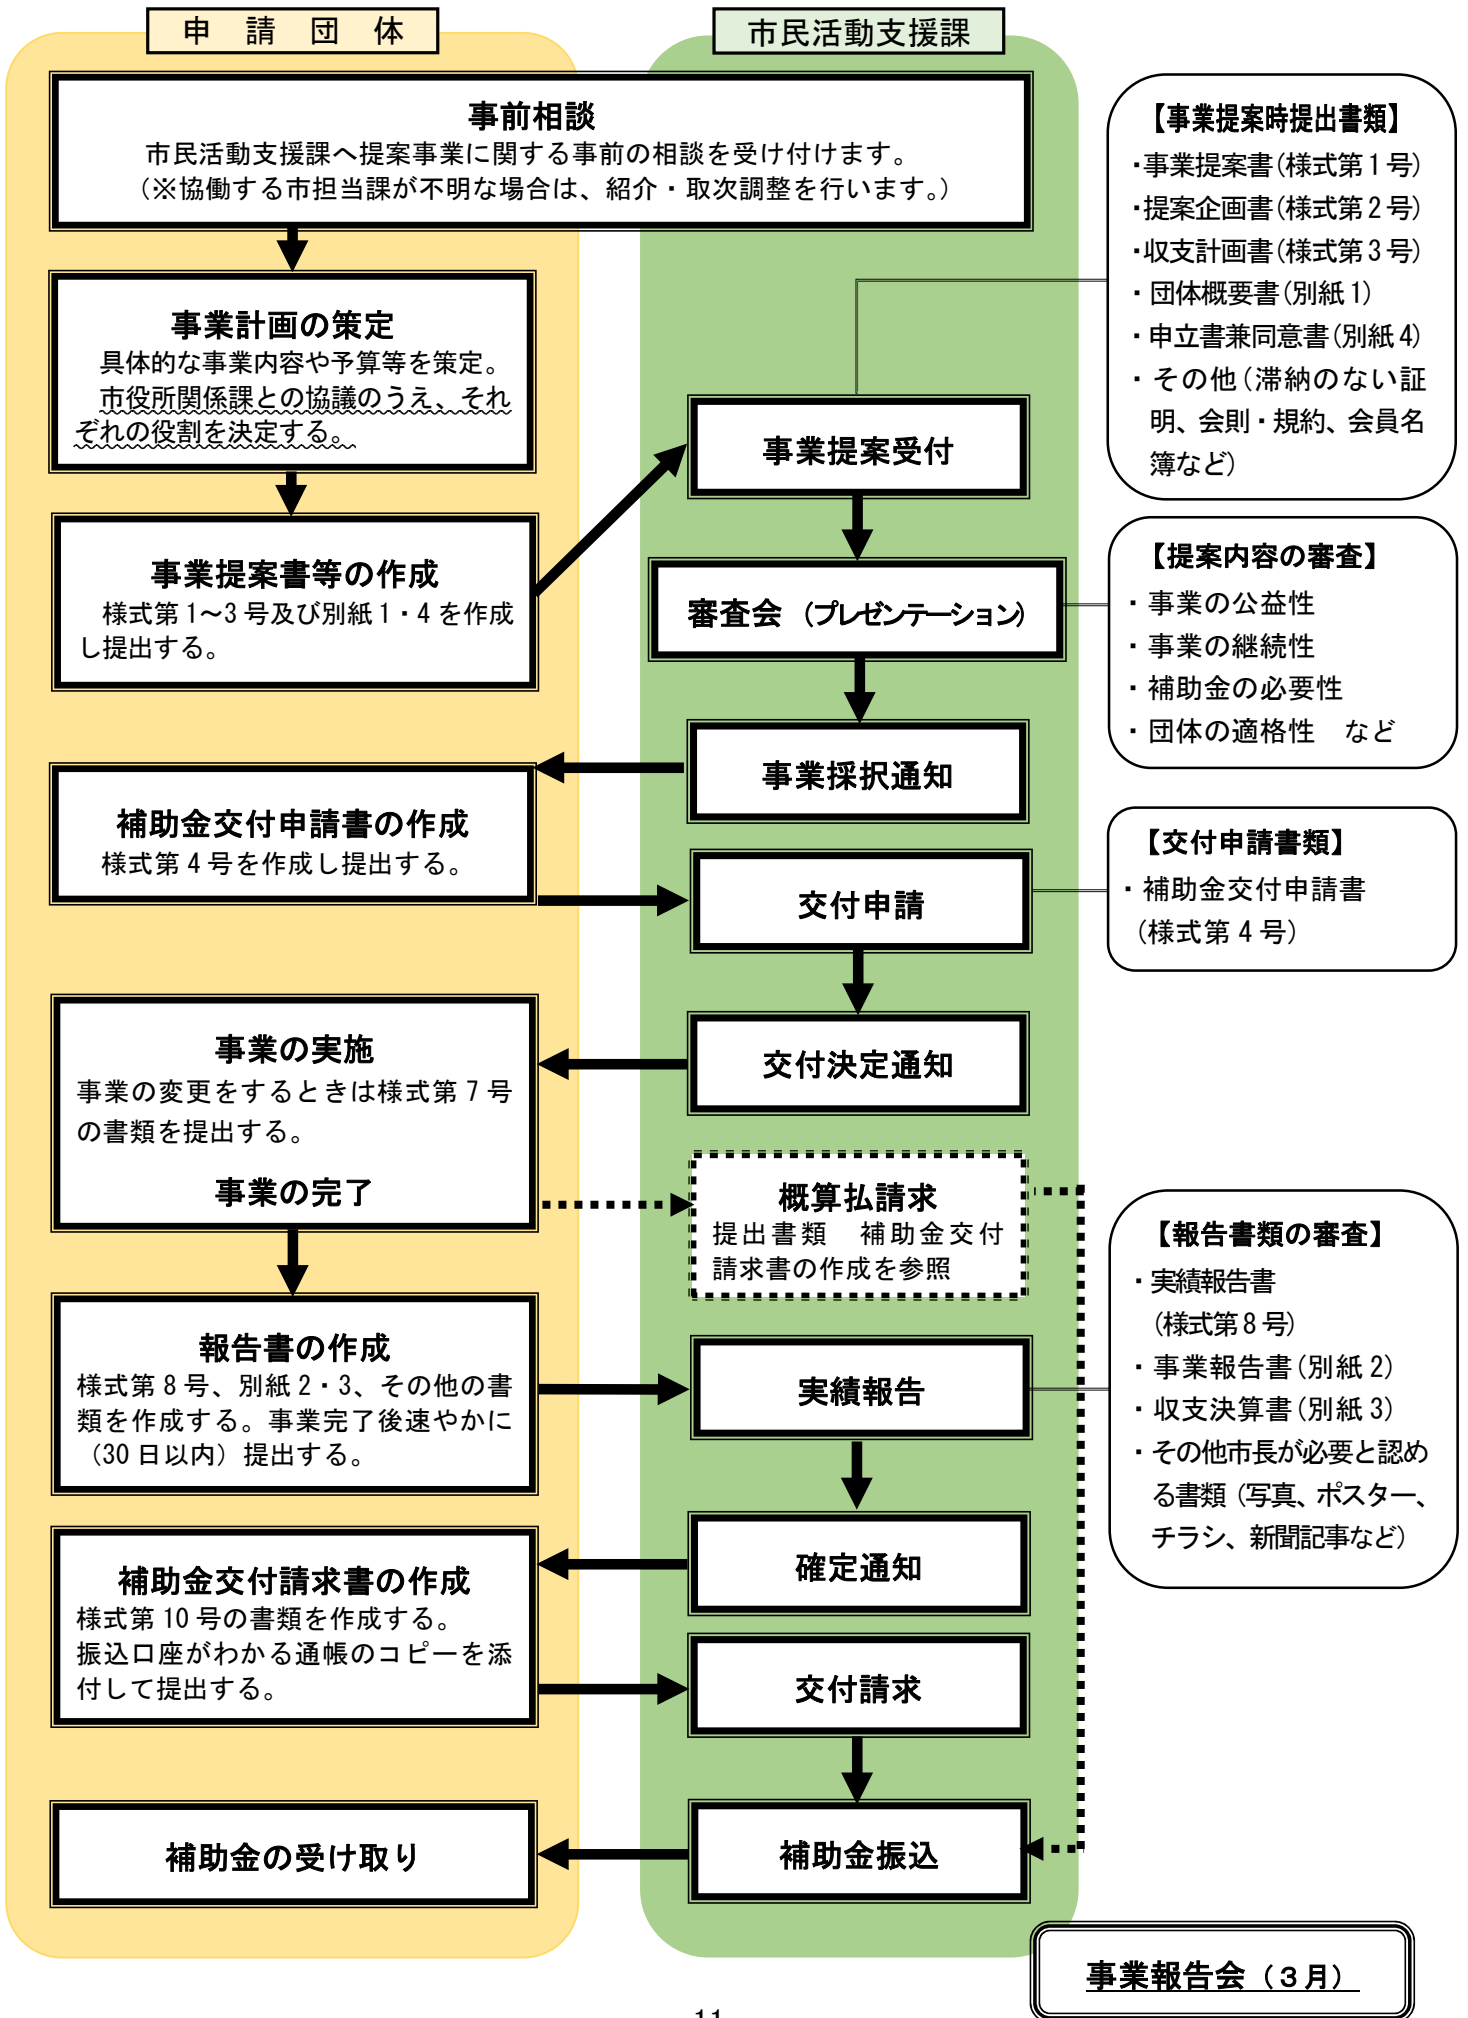 申　請　団　体
市民活動支援課
事前相談
市民活動支援課へ提案事業に関する事前の相談を受け付けます。
（※協働する市担当課が不明な場合は、紹介・取次調整を行います。）
事業計画の策定
具体的な事業内容や予算等を策定。
市役所関係課との協議のうえ、それ
ぞれの役割を決定する。
事業提案書等の作成
様式第1～3号及び別紙1・4を作成
し提出する。
事業提案受付
審査会（プレゼンテーション）
事業採択通知
補助金交付申請書の作成
様式第4号を作成し提出する。
交付申請
交付決定通知
事業の実施
事業の変更をするときは様式第7号
の書類を提出する。
事業の完了
概算払請求
提出書類　補助金交付
請求書の作成を参照
報告書の作成
様式第8号、別紙2・3、その他の書
類を作成する。事業完了後速やかに
（30日以内）提出する。
実績報告
確定通知
補助金交付請求書の作成
様式第10号の書類を作成する。
振込口座がわかる通帳のコピーを添
付して提出する。
交付請求
補助金振込
補助金の受け取り
【事業提案時提出書類】
・事業提案書（様式第1号）
・提案企画書（様式第2号）
・収支計画書（様式第3号）
・団体概要書（別紙1）
・申立書兼同意書（別紙4）
・その他（滞納のない証
明、会則・規約、会員名
簿など）
【提案内容の審査】
・事業の公益性
・事業の継続性
・補助金の必要性
・団体の適格性　など
【交付申請書類】
・補助金交付申請書
（様式第4号）
【報告書類の審査】
・実績報告書
（様式第8号）
・事業報告書（別紙2）
・収支決算書（別紙3）
・その他市長が必要と認め
る書類（写真、ポスター、
チラシ、新聞記事など）
事業報告会（３月）
11